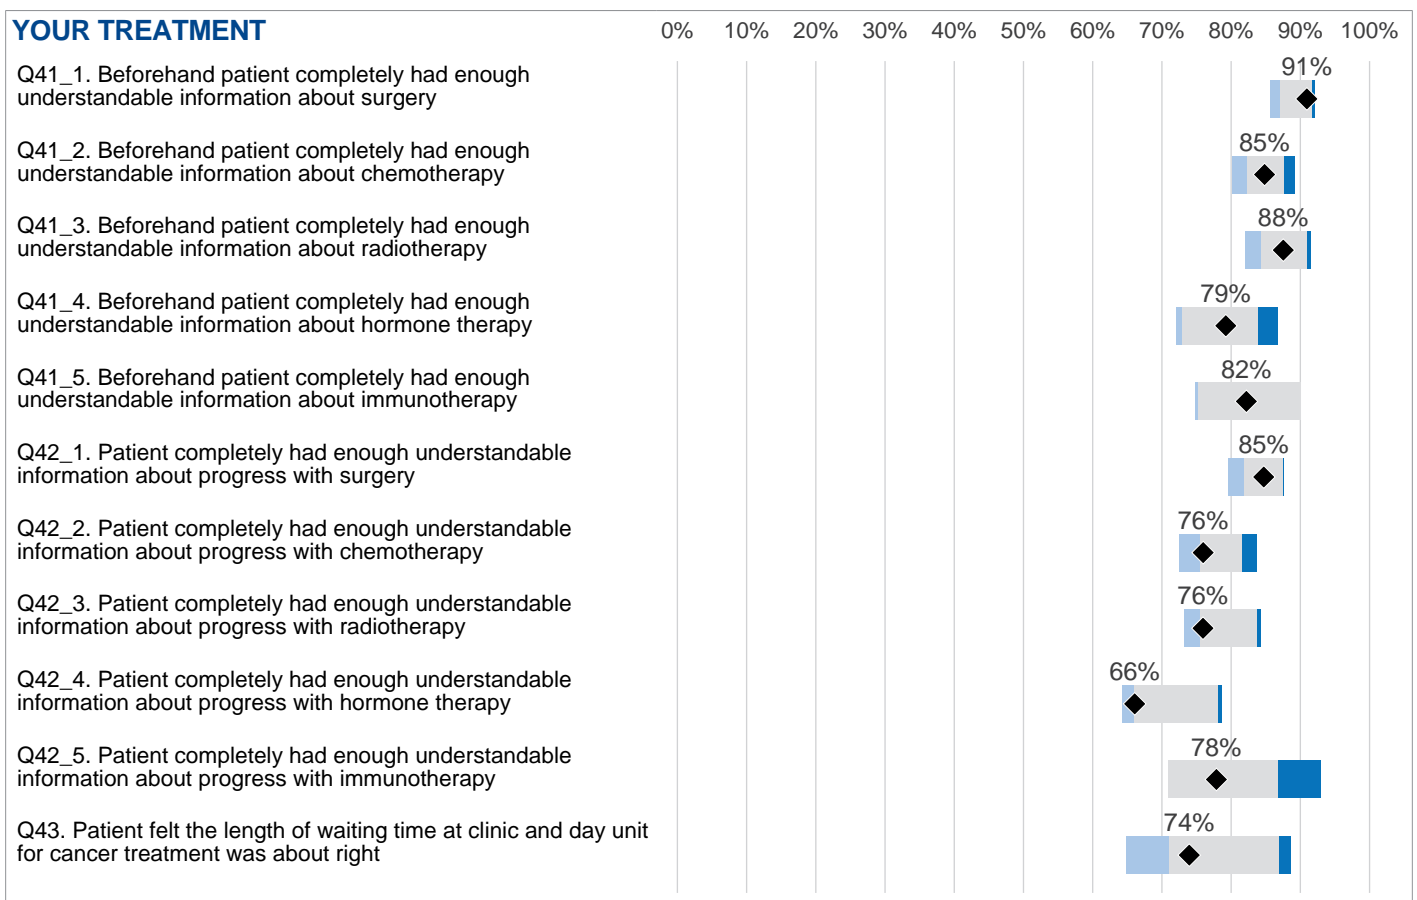 YOUR TREATMENT
0% 10% 20% 30% 40% 50% 60% 70% 80% 90% 100%
Q41_1. Beforehand patient completely had enough
understandable information about surgery
91%
Q41_2. Beforehand patient completely had enough
understandable information about chemotherapy
85%
Q41_3. Beforehand patient completely had enough
understandable information about radiotherapy
88%
Q41_4. Beforehand patient completely had enough
understandable information about hormone therapy
79%
Q41_5. Beforehand patient completely had enough
understandable information about immunotherapy
82%
Q42_1. Patient completely had enough understandable
information about progress with surgery
85%
Q42_2. Patient completely had enough understandable
information about progress with chemotherapy
76%
Q42_3. Patient completely had enough understandable
information about progress with radiotherapy
76%
Q42_4. Patient completely had enough understandable
information about progress with hormone therapy
66%
Q42_5. Patient completely had enough understandable
information about progress with immunotherapy
78%
Q43. Patient felt the length of waiting time at clinic and day unit
for cancer treatment was about right
74%